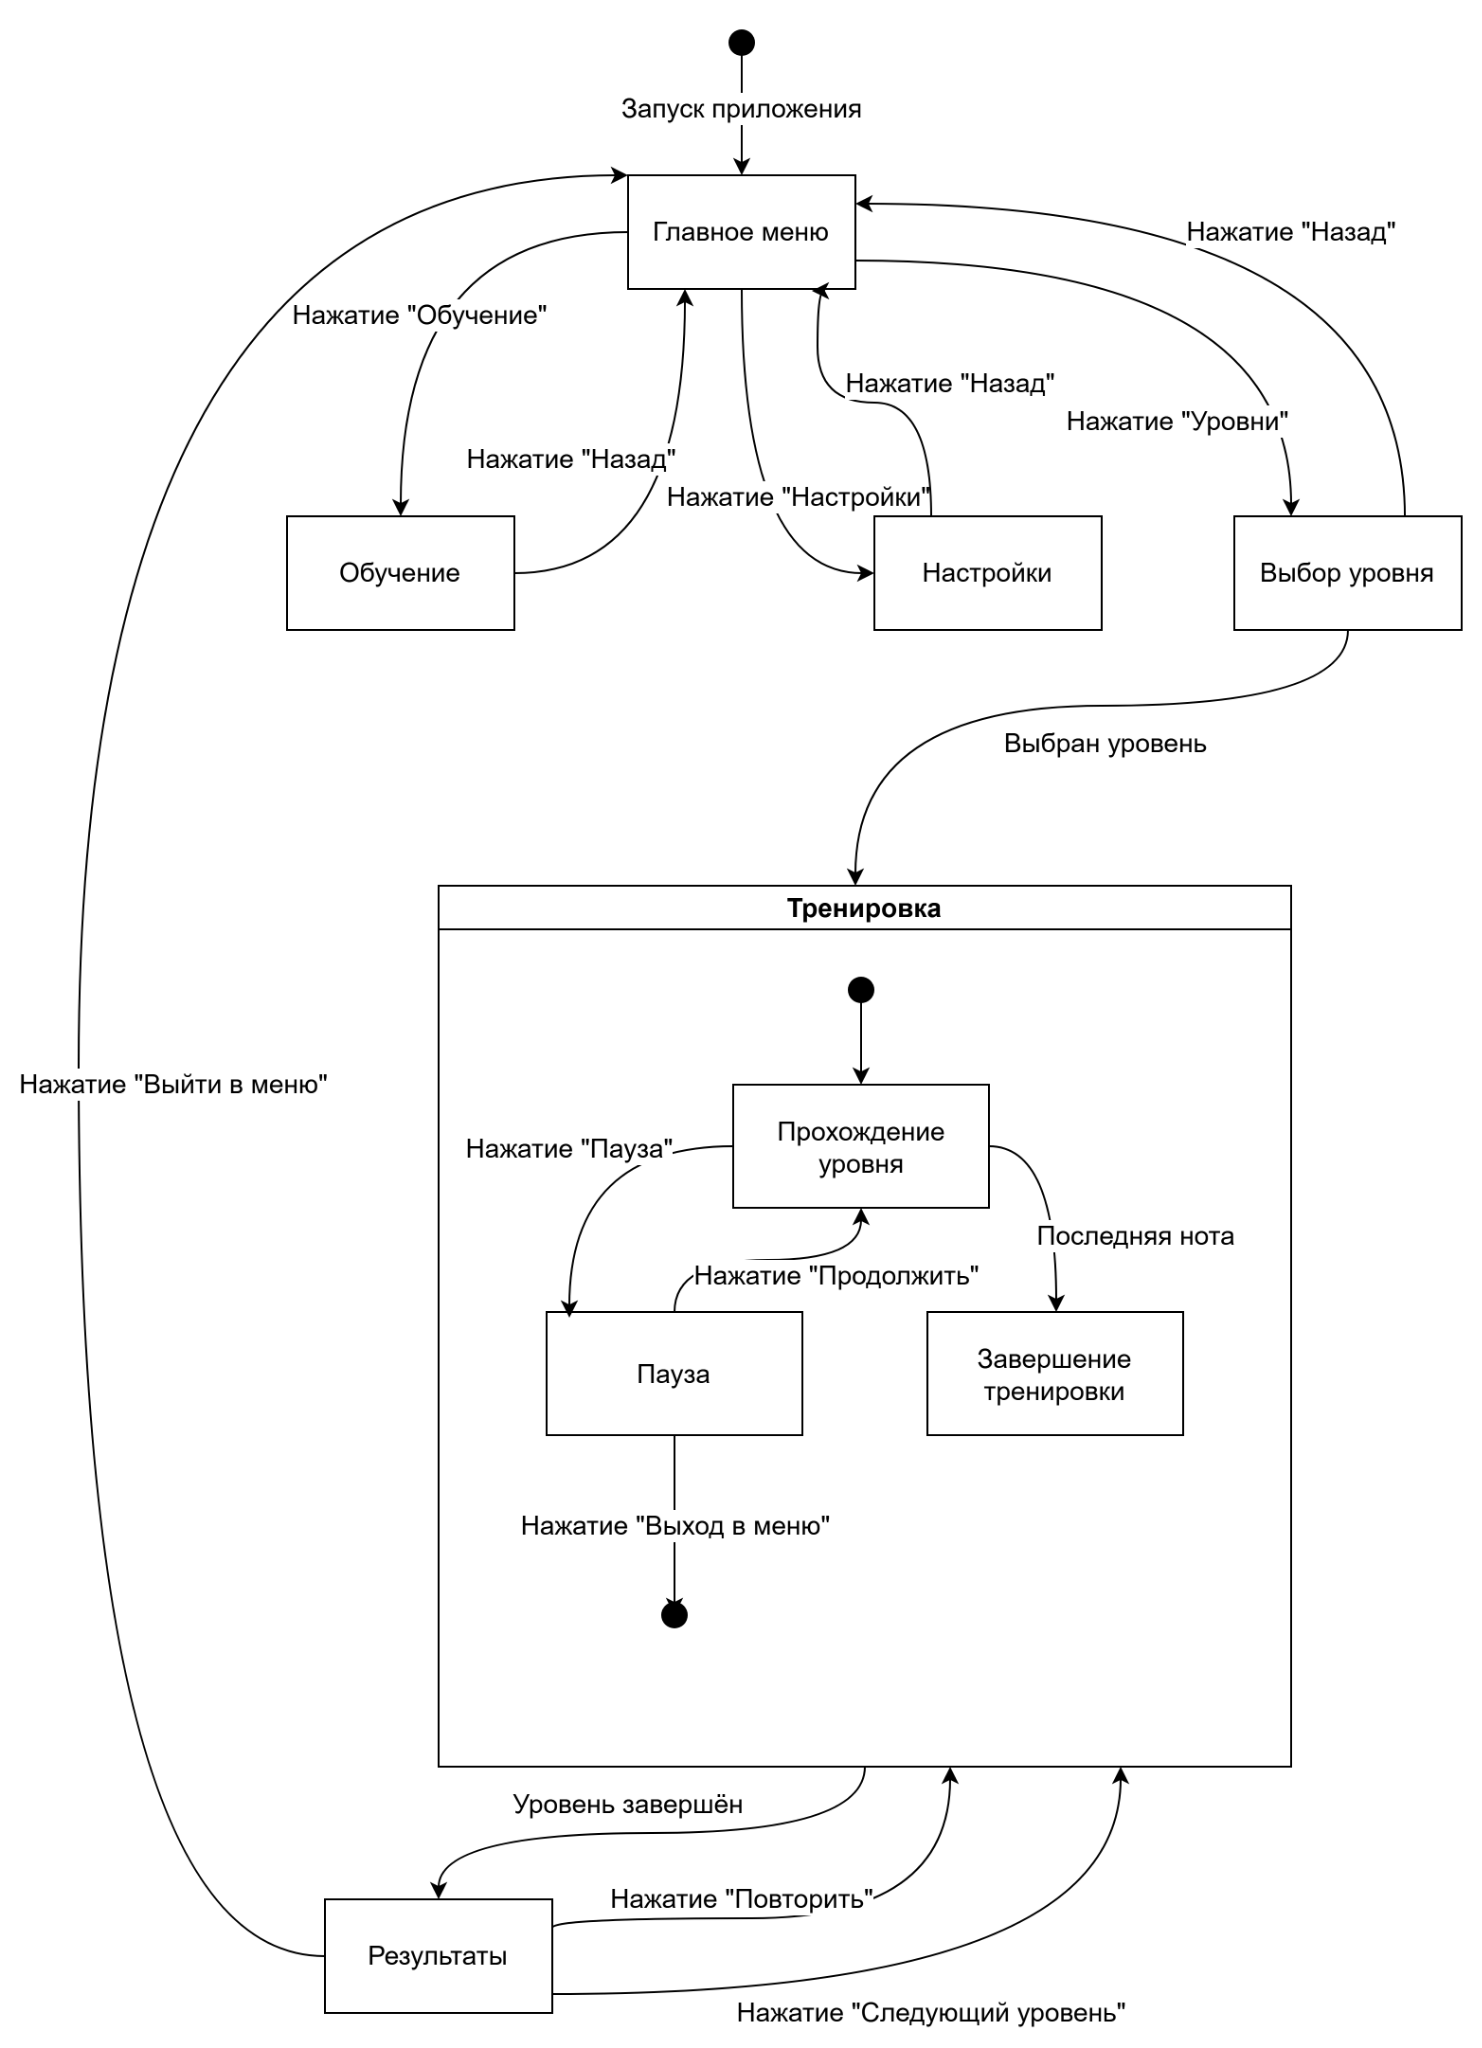 Запуск приложения
Главное меню
Нажатие "Назад"
Нажатие "Обучение"
Нажатие "Назад"
Нажатие "Уровни"
Нажатие "Назад"
Нажатие "Настройки"
Обучение
Настройки
Выбор уровня
Выбран уровень
Тренировка
Нажатие "Выйти в меню"
Прохождение
уровня
Нажатие "Пауза"
Последняя нота
Нажатие "Продолжить"
Пауза
Завершение
тренировки
Нажатие "Выход в меню"
Уровень завершён
Нажатие "Повторить"
Результаты
Нажатие "Следующий уровень"